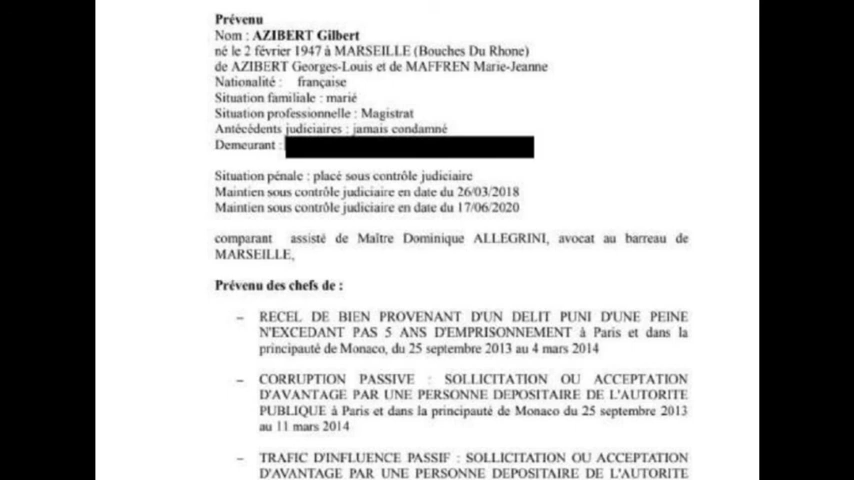 Prévenu
Nom : AZIBERT Gilbert
né le 2 février 1947 à MARSEILLE (Bouches Du Rhone)
de AZIBERT Georges-Louis et de MAFFREN Marie-Jeanne
Nationalité : française
Situation familiale : marié
Situation professionnelle : Magistrat
Antécédents judiciaires : jamais condamné
Demeurant :
Situation pénale : placé sous contrôle judiciaire
Maintien sous contrôle judiciaire en date du 26/03/2018
Maintien sous contrôle judiciaire en date du 17/06/2020
comparant assisté de Maître Dominique ALLEGRINI, avocat au barreau de
MARSEILLE,
Prévenu des chefs de :
– RECEL DE BIEN PROVENANT D'UN DELIT PUNI D'UNE PEINE
N'EXCEDANT PAS 5 ANS D'EMPRISONNEMENT à Paris et dans la
principauté de Monaco, du 25 septembre 2013 au 4 mars 2014
– CORRUPTION PASSIVE : SOLLICITATION OU ACCEPTATION
D'AVANTAGE PAR UNE PERSONNE DEPOSITAIRE DE L'AUTORITE
PUBLIQUE à Paris et dans la principauté de Monaco du 25 septembre 2013
au 11 mars 2014
– TRAFIC D'INFLUENCE PASSIF : SOLLICITATION OU ACCEPTATION
D'AVANTAGE PAR UNE PERSONNE DEPOSITAIRE DE L'AUTORITE